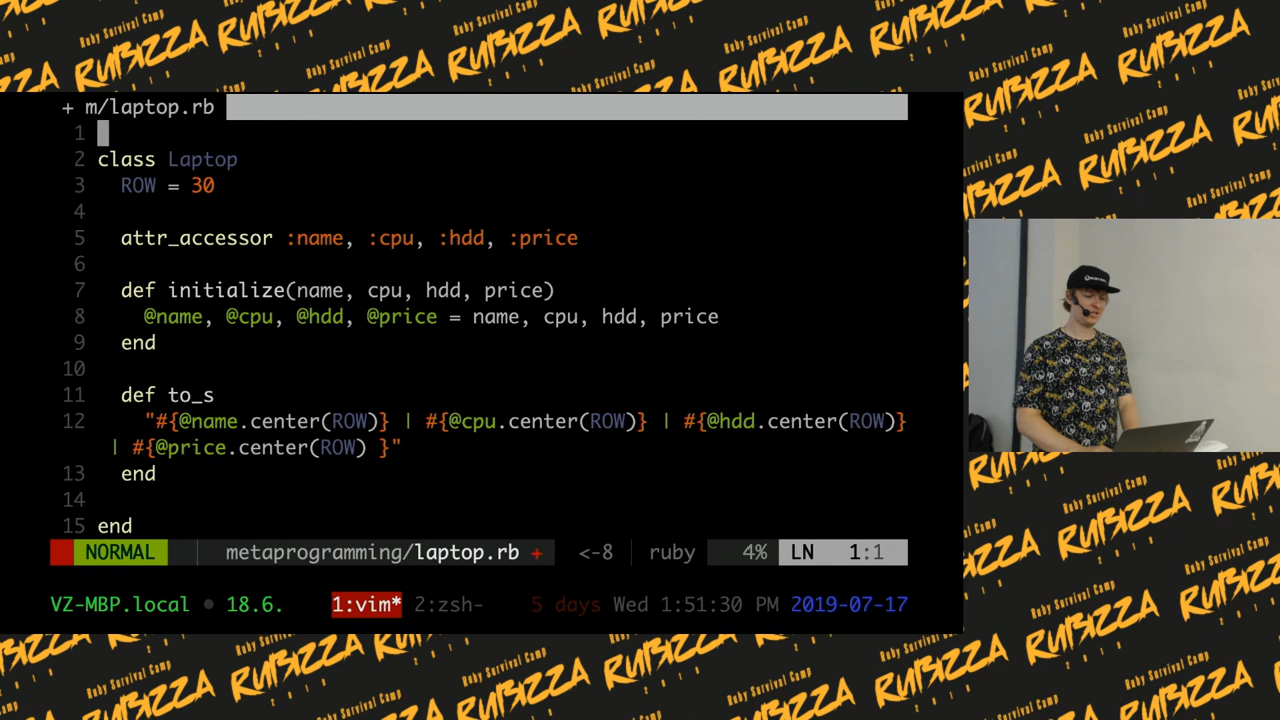 + m/laptop.rb
1
2 class Laptop
3 ROW = 30
4
5 attr_accessor :name, :cpu, :hdd, :price
6
7 def initialize(name, cpu, hdd, price)
8 @name, @cpu, @hdd, @price = name, cpu, hdd, price
9 end
10
11 def to_s
12 "#{@name.center(ROW)} | #{@cpu.center(ROW)} | #{@hdd.center(ROW)}
| #{@price.center(ROW) }"
13 end
14
15 end
NORMAL metaprogramming/laptop.rb + <-8 ruby 4% LN 1:1
VZ-MBP.local • 18.6. 1:vim* 2:zsh- 5 days Wed 1:51:30 PM 2019-07-17
Ruby Survival Camp
RUBIZZA
2019